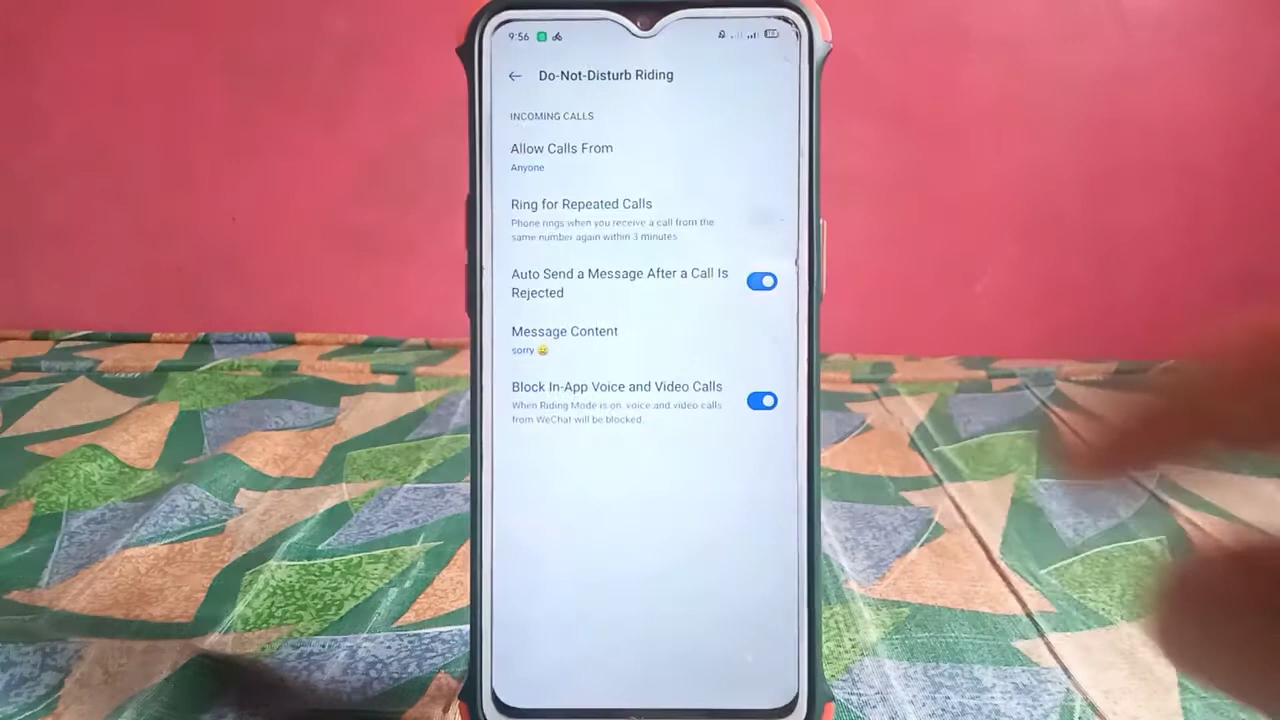 9:56
Do-Not-Disturb Riding
INCOMING CALLS
Allow Calls From
Anyone
Ring for Repeated Calls
Phone rings when you receive a call from the
same number again within 3 minutes
Auto Send a Message After a Call Is
Rejected
Message Content
sorry 😄
Block In-App Voice and Video Calls
When Riding Mode is on, voice and video calls
from WeChat will be blocked.